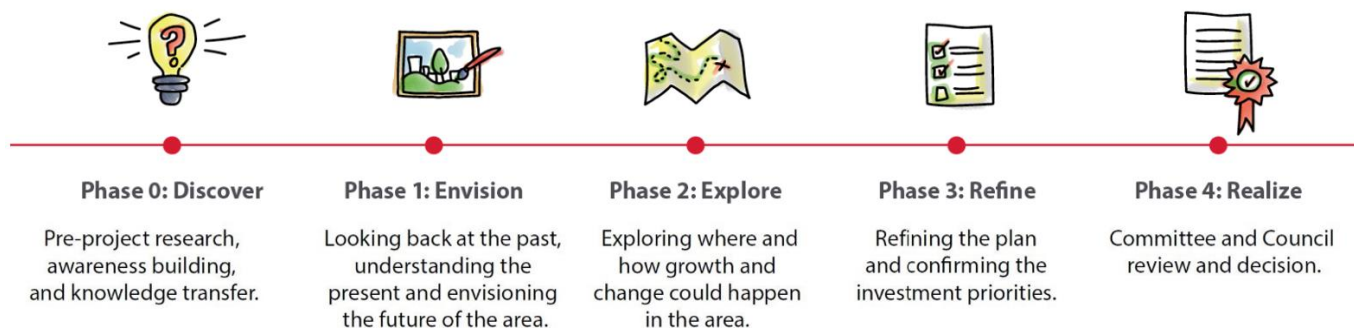 Phase 0: Discover
Pre-project research,
awareness building,
and knowledge transfer.
Phase 1: Envision
Looking back at the past,
understanding the
present and envisioning
the future of the area.
Phase 2: Explore
Exploring where and
how growth and
change could happen
in the area.
Phase 3: Refine
Refining the plan
and confirming the
investment priorities.
Phase 4: Realize
Committee and Council
review and decision.